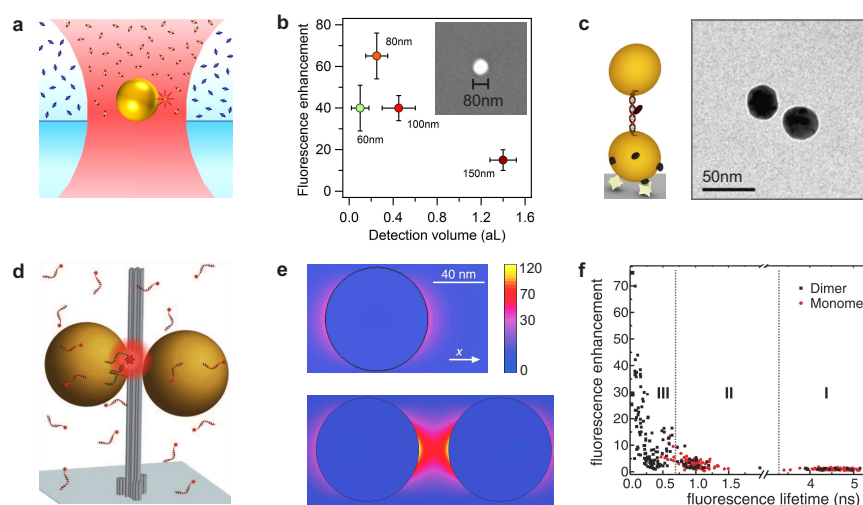 a
b
Fluorescence enhancement
80
60
40
20
0
80nm
60nm
100nm
150nm
80nm
0.0 0.4 0.8 1.2 1.6
Detection volume (aL)
c
50nm
d
e
40 nm
x
120
100
70
30
0
f
fluorescence enhancement
75
70
50
40
30
20
10
5
0
Dimer
Monome
III
II
I
0.0 0.5 1.0 1.5 4 5
fluorescence lifetime (ns)